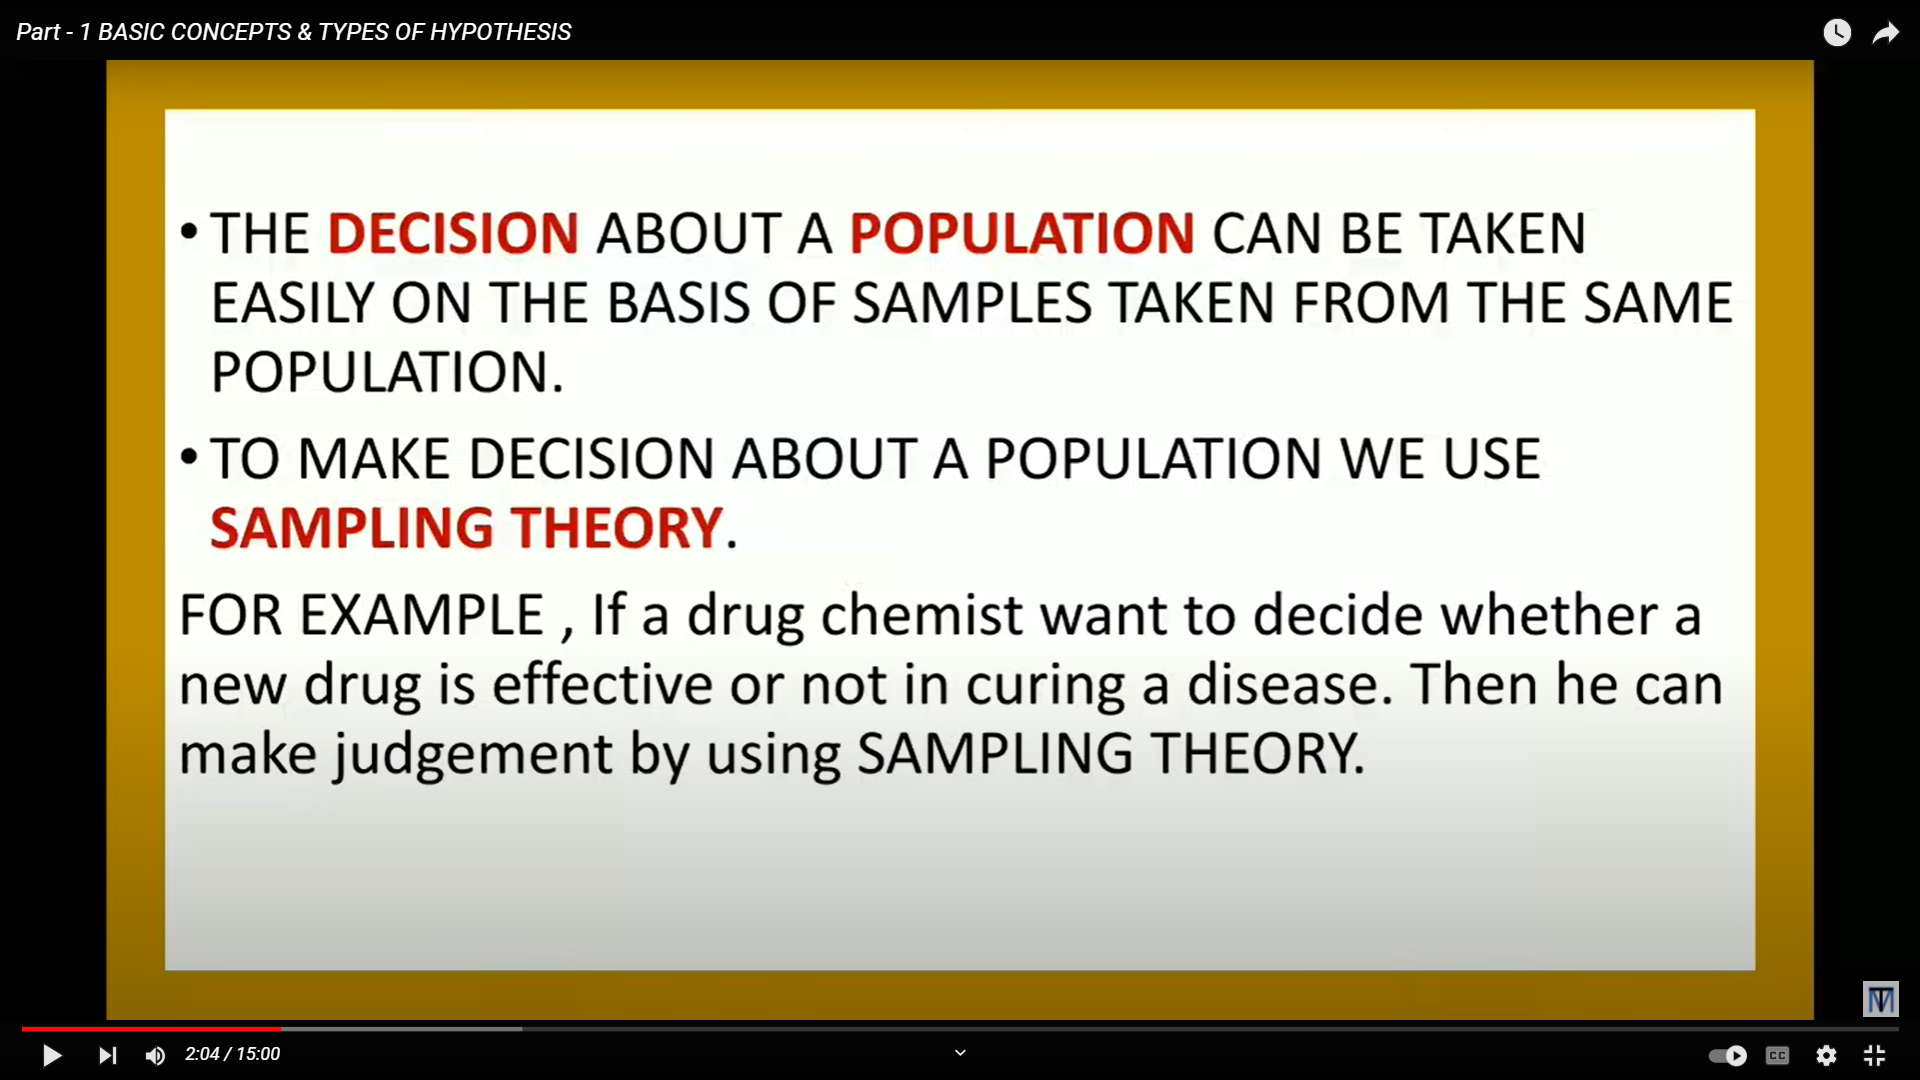 Part - 1 BASIC CONCEPTS & TYPES OF HYPOTHESIS
• THE DECISION ABOUT A POPULATION CAN BE TAKEN
EASILY ON THE BASIS OF SAMPLES TAKEN FROM THE SAME
POPULATION.
• TO MAKE DECISION ABOUT A POPULATION WE USE
SAMPLING THEORY.
FOR EXAMPLE , If a drug chemist want to decide whether a
new drug is effective or not in curing a disease. Then he can
make judgement by using SAMPLING THEORY.
TM
2:04 / 15:00
CC